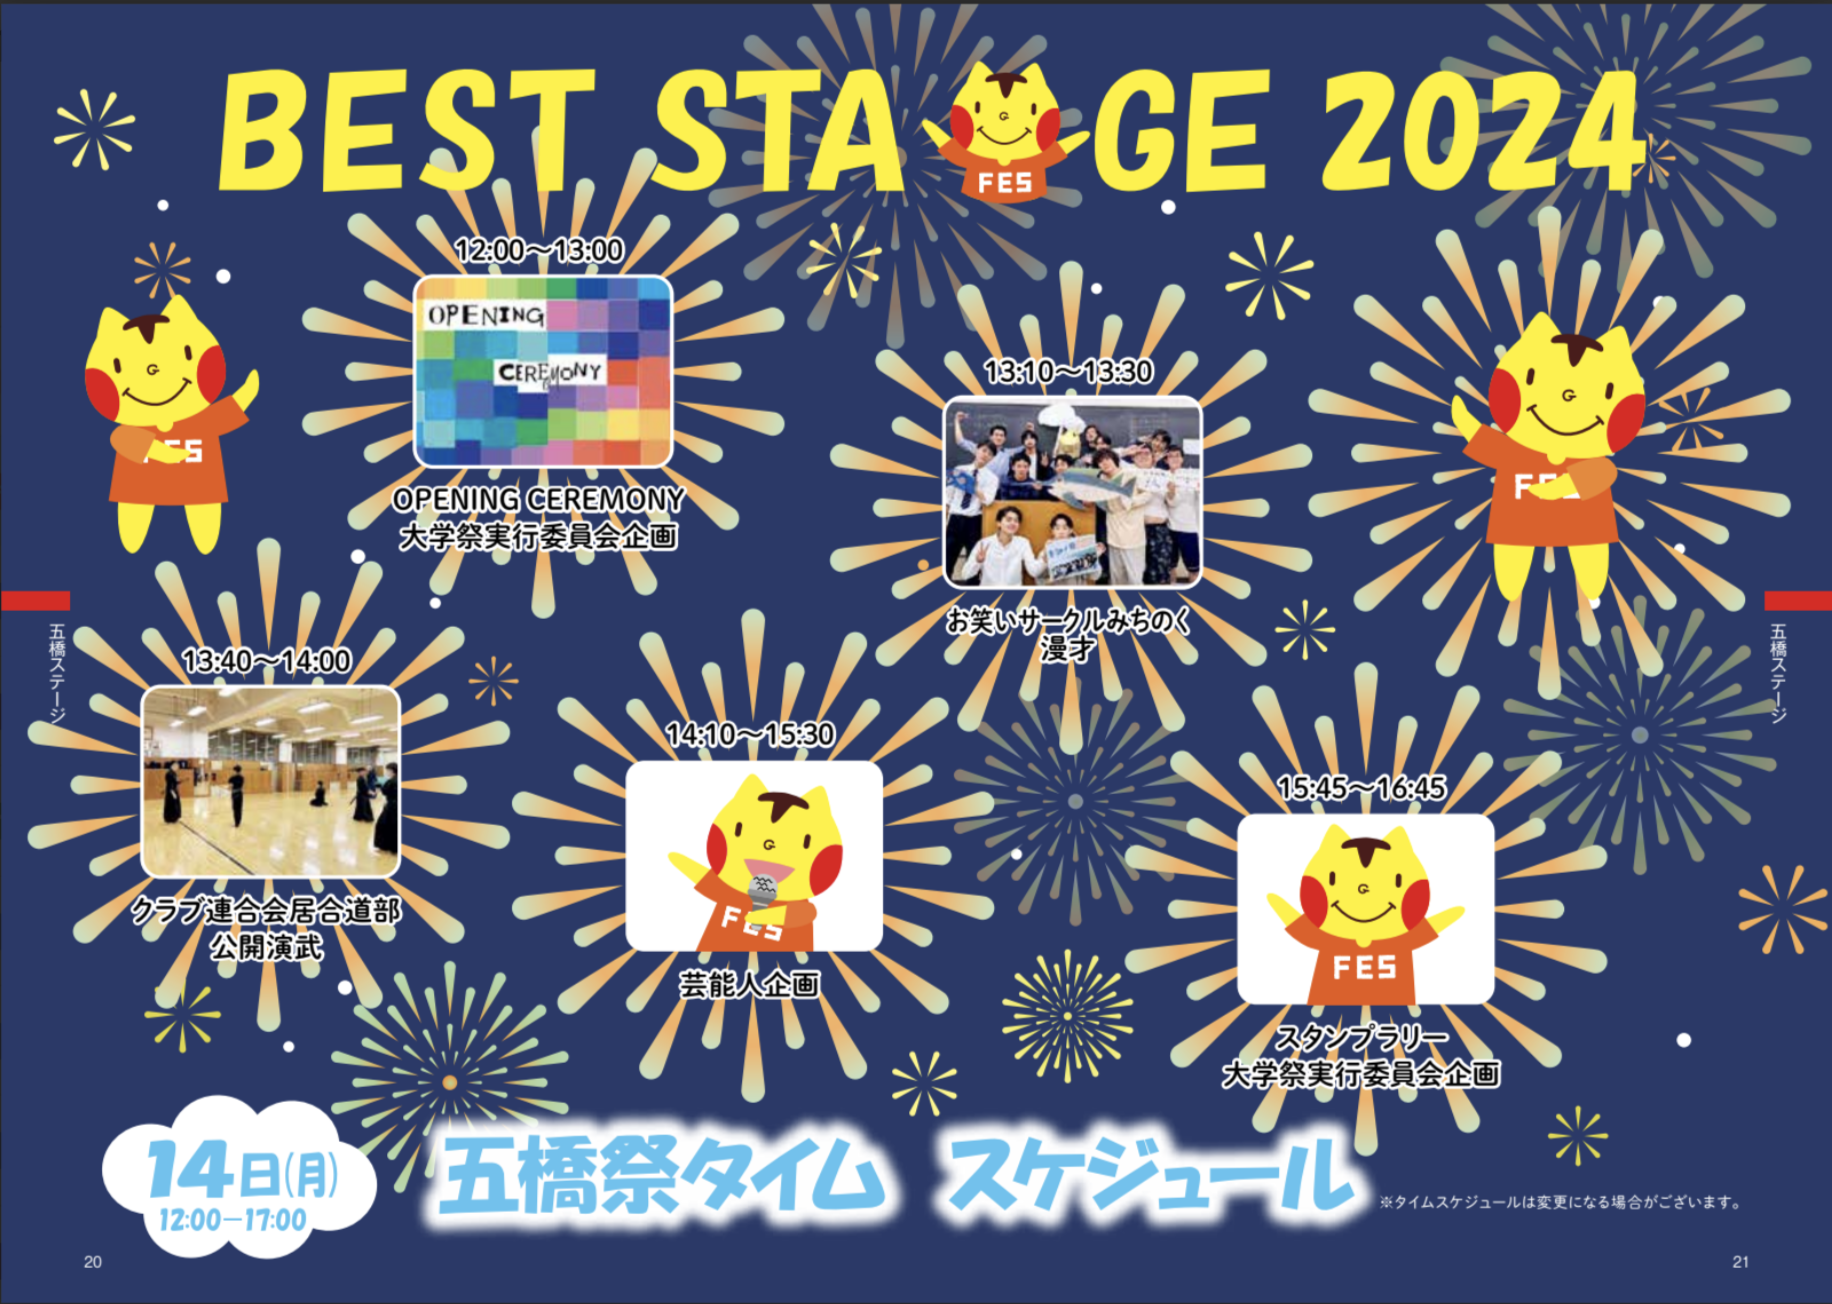 BEST STAGE 2024
FES
12:00〜13:00
OPENING
CEREMONY
OPENING CEREMONY
大学祭実行委員会企画
13:10〜13:30
お笑いサークルみちのく
漫才
FES
FES
五橋ステージ
五橋ステージ
13:40〜14:00
クラブ連合会居合道部
公開演武
14:10〜15:30
FES
芸能人企画
15:45〜16:45
FES
スタンプラリー
大学祭実行委員会企画
14日(月)
12:00－17:00
五橋祭タイム スケジュール
※タイムスケジュールは変更になる場合がございます。
20
21